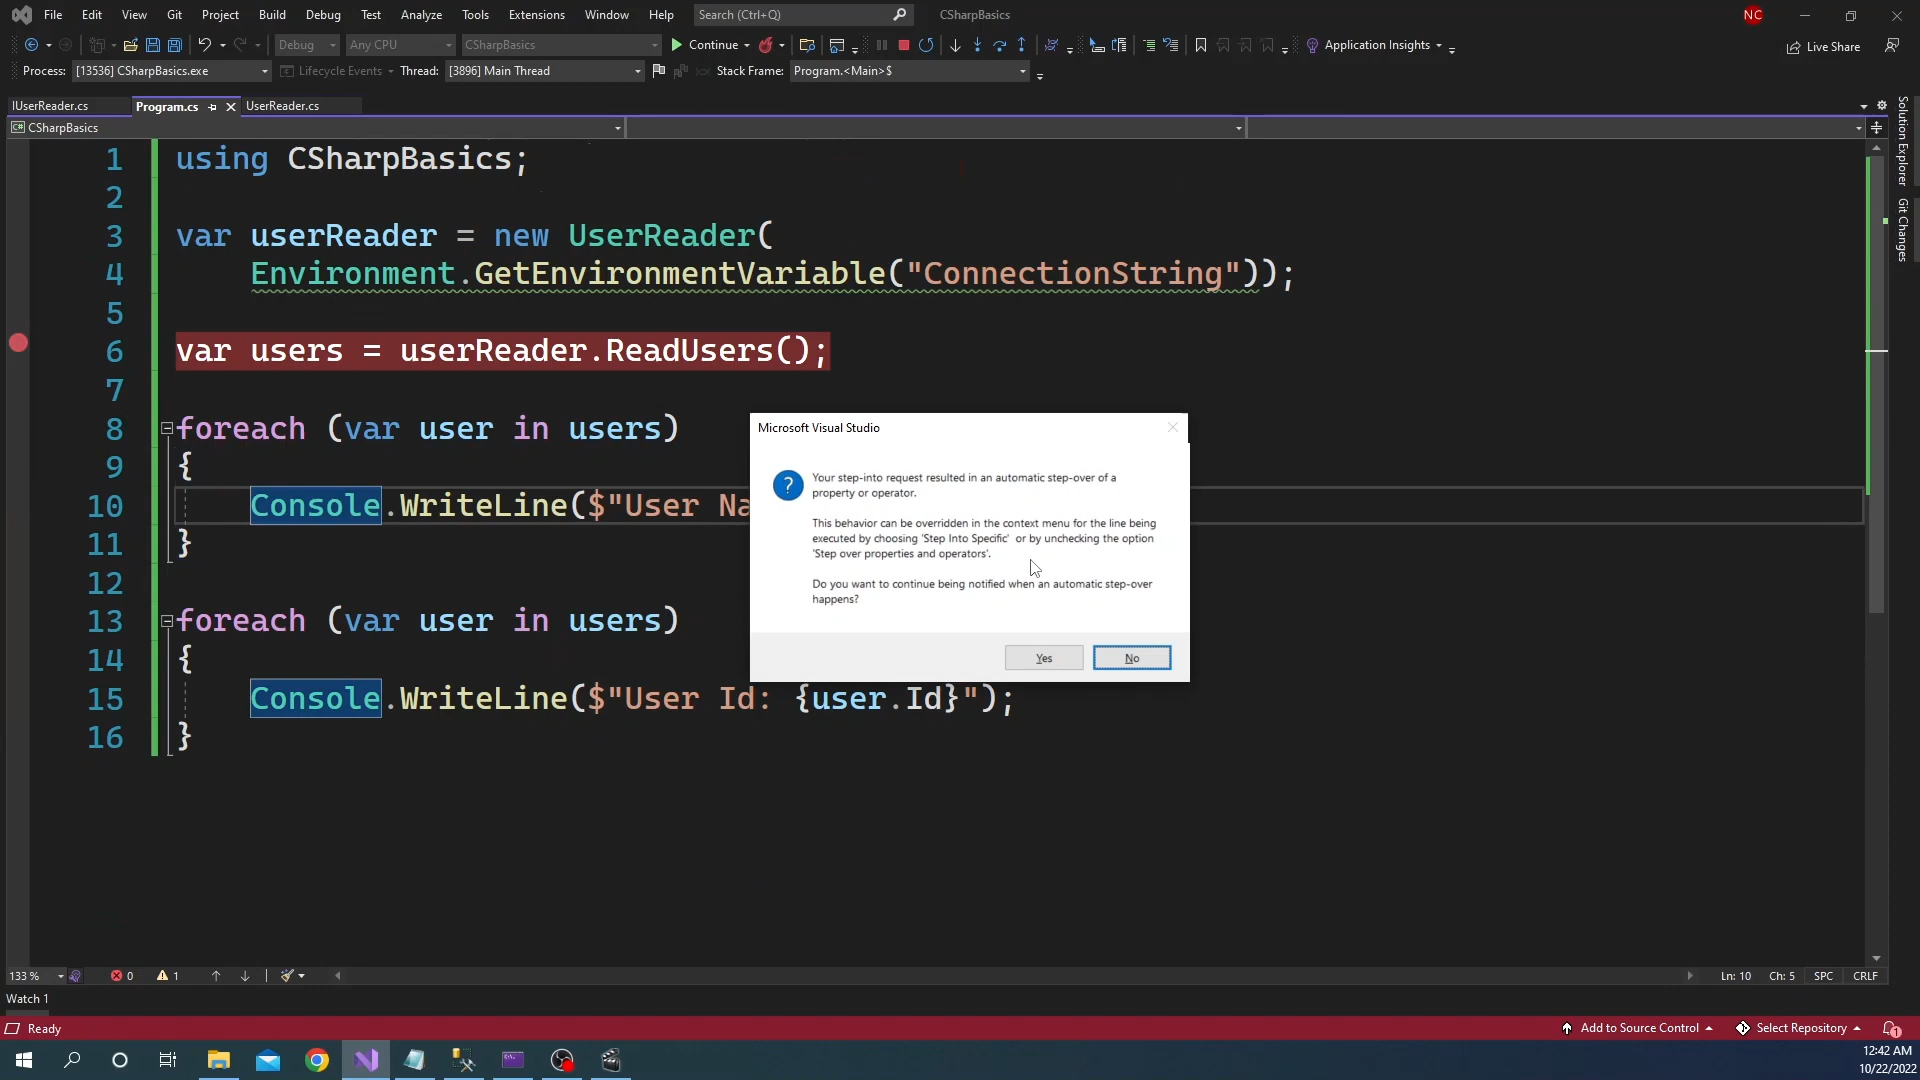 File Edit View Git Project Build Debug Test Analyze Tools Extensions Window Help Search (Ctrl+Q) CSharpBasics NC
Debug Any CPU CSharpBasics Continue Application Insights Live Share
Process: [13536] CSharpBasics.exe Lifecycle Events Thread: [3896] Main Thread Stack Frame: Program.<Main>$
IUserReader.cs Program.cs UserReader.cs
C# CSharpBasics
Solution Explorer
Git Changes
1 using CSharpBasics;
2
3 var userReader = new UserReader(
4 Environment.GetEnvironmentVariable("ConnectionString"));
5
6 var users = userReader.ReadUsers();
7
8 foreach (var user in users)
9 {
10 Console.WriteLine($"User Na
11 }
12
13 foreach (var user in users)
14 {
15 Console.WriteLine($"User Id: {user.Id}");
16 }
Microsoft Visual Studio
?
Your step-into request resulted in an automatic step-over of a
property or operator.
This behavior can be overridden in the context menu for the line being
executed by choosing 'Step Into Specific' or by unchecking the option
'Step over properties and operators'.
Do you want to continue being notified when an automatic step-over
happens?
Yes No
133 % 0 1 Ln: 10 Ch: 5 SPC CRLF
Watch 1
Ready Add to Source Control Select Repository 1
12:42 AM
10/22/2022